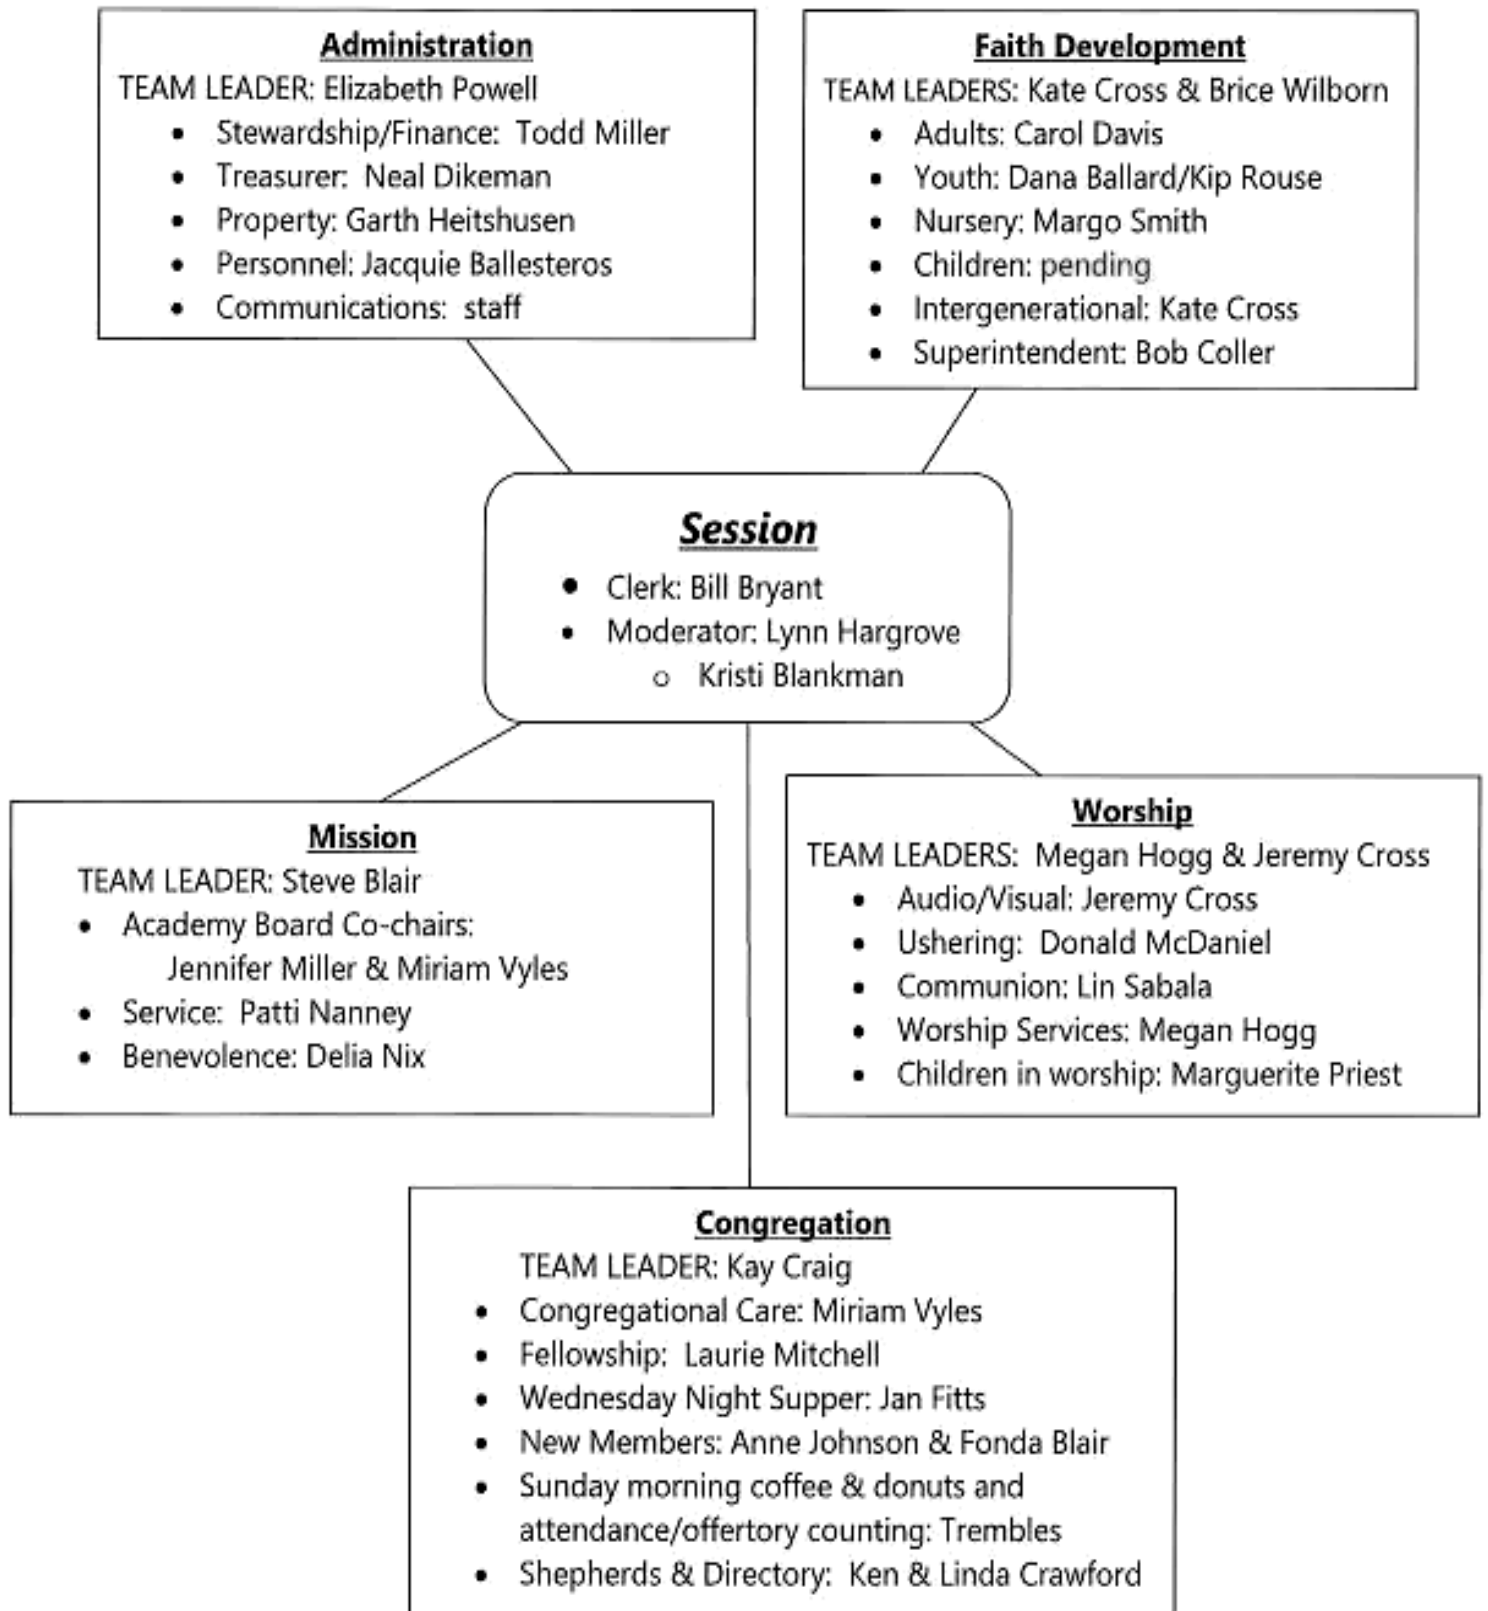 Administration
TEAM LEADER: Elizabeth Powell
• Stewardship/Finance: Todd Miller
• Treasurer: Neal Dikeman
• Property: Garth Heitshusen
• Personnel: Jacquie Ballesteros
• Communications: staff
Faith Development
TEAM LEADERS: Kate Cross & Brice Wilborn
• Adults: Carol Davis
• Youth: Dana Ballard/Kip Rouse
• Nursery: Margo Smith
• Children: pending
• Intergenerational: Kate Cross
• Superintendent: Bob Coller
Session
• Clerk: Bill Bryant
• Moderator: Lynn Hargrove
o Kristi Blankman
Mission
TEAM LEADER: Steve Blair
• Academy Board Co-chairs:
Jennifer Miller & Miriam Vyles
• Service: Patti Nanney
• Benevolence: Delia Nix
Worship
TEAM LEADERS: Megan Hogg & Jeremy Cross
• Audio/Visual: Jeremy Cross
• Ushering: Donald McDaniel
• Communion: Lin Sabala
• Worship Services: Megan Hogg
• Children in worship: Marguerite Priest
Congregation
TEAM LEADER: Kay Craig
• Congregational Care: Miriam Vyles
• Fellowship: Laurie Mitchell
• Wednesday Night Supper: Jan Fitts
• New Members: Anne Johnson & Fonda Blair
• Sunday morning coffee & donuts and
attendance/offertory counting: Trembles
• Shepherds & Directory: Ken & Linda Crawford